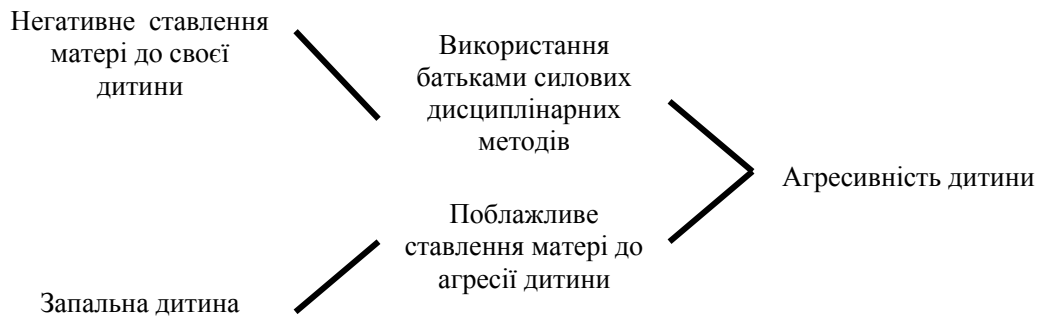 Негативне ставлення
матері до своєї
дитини
Використання
батьками силових
дисциплінарних
методів
Агресивність дитини
Поблажливе
ставлення матері до
агресії дитини
Запальна дитина